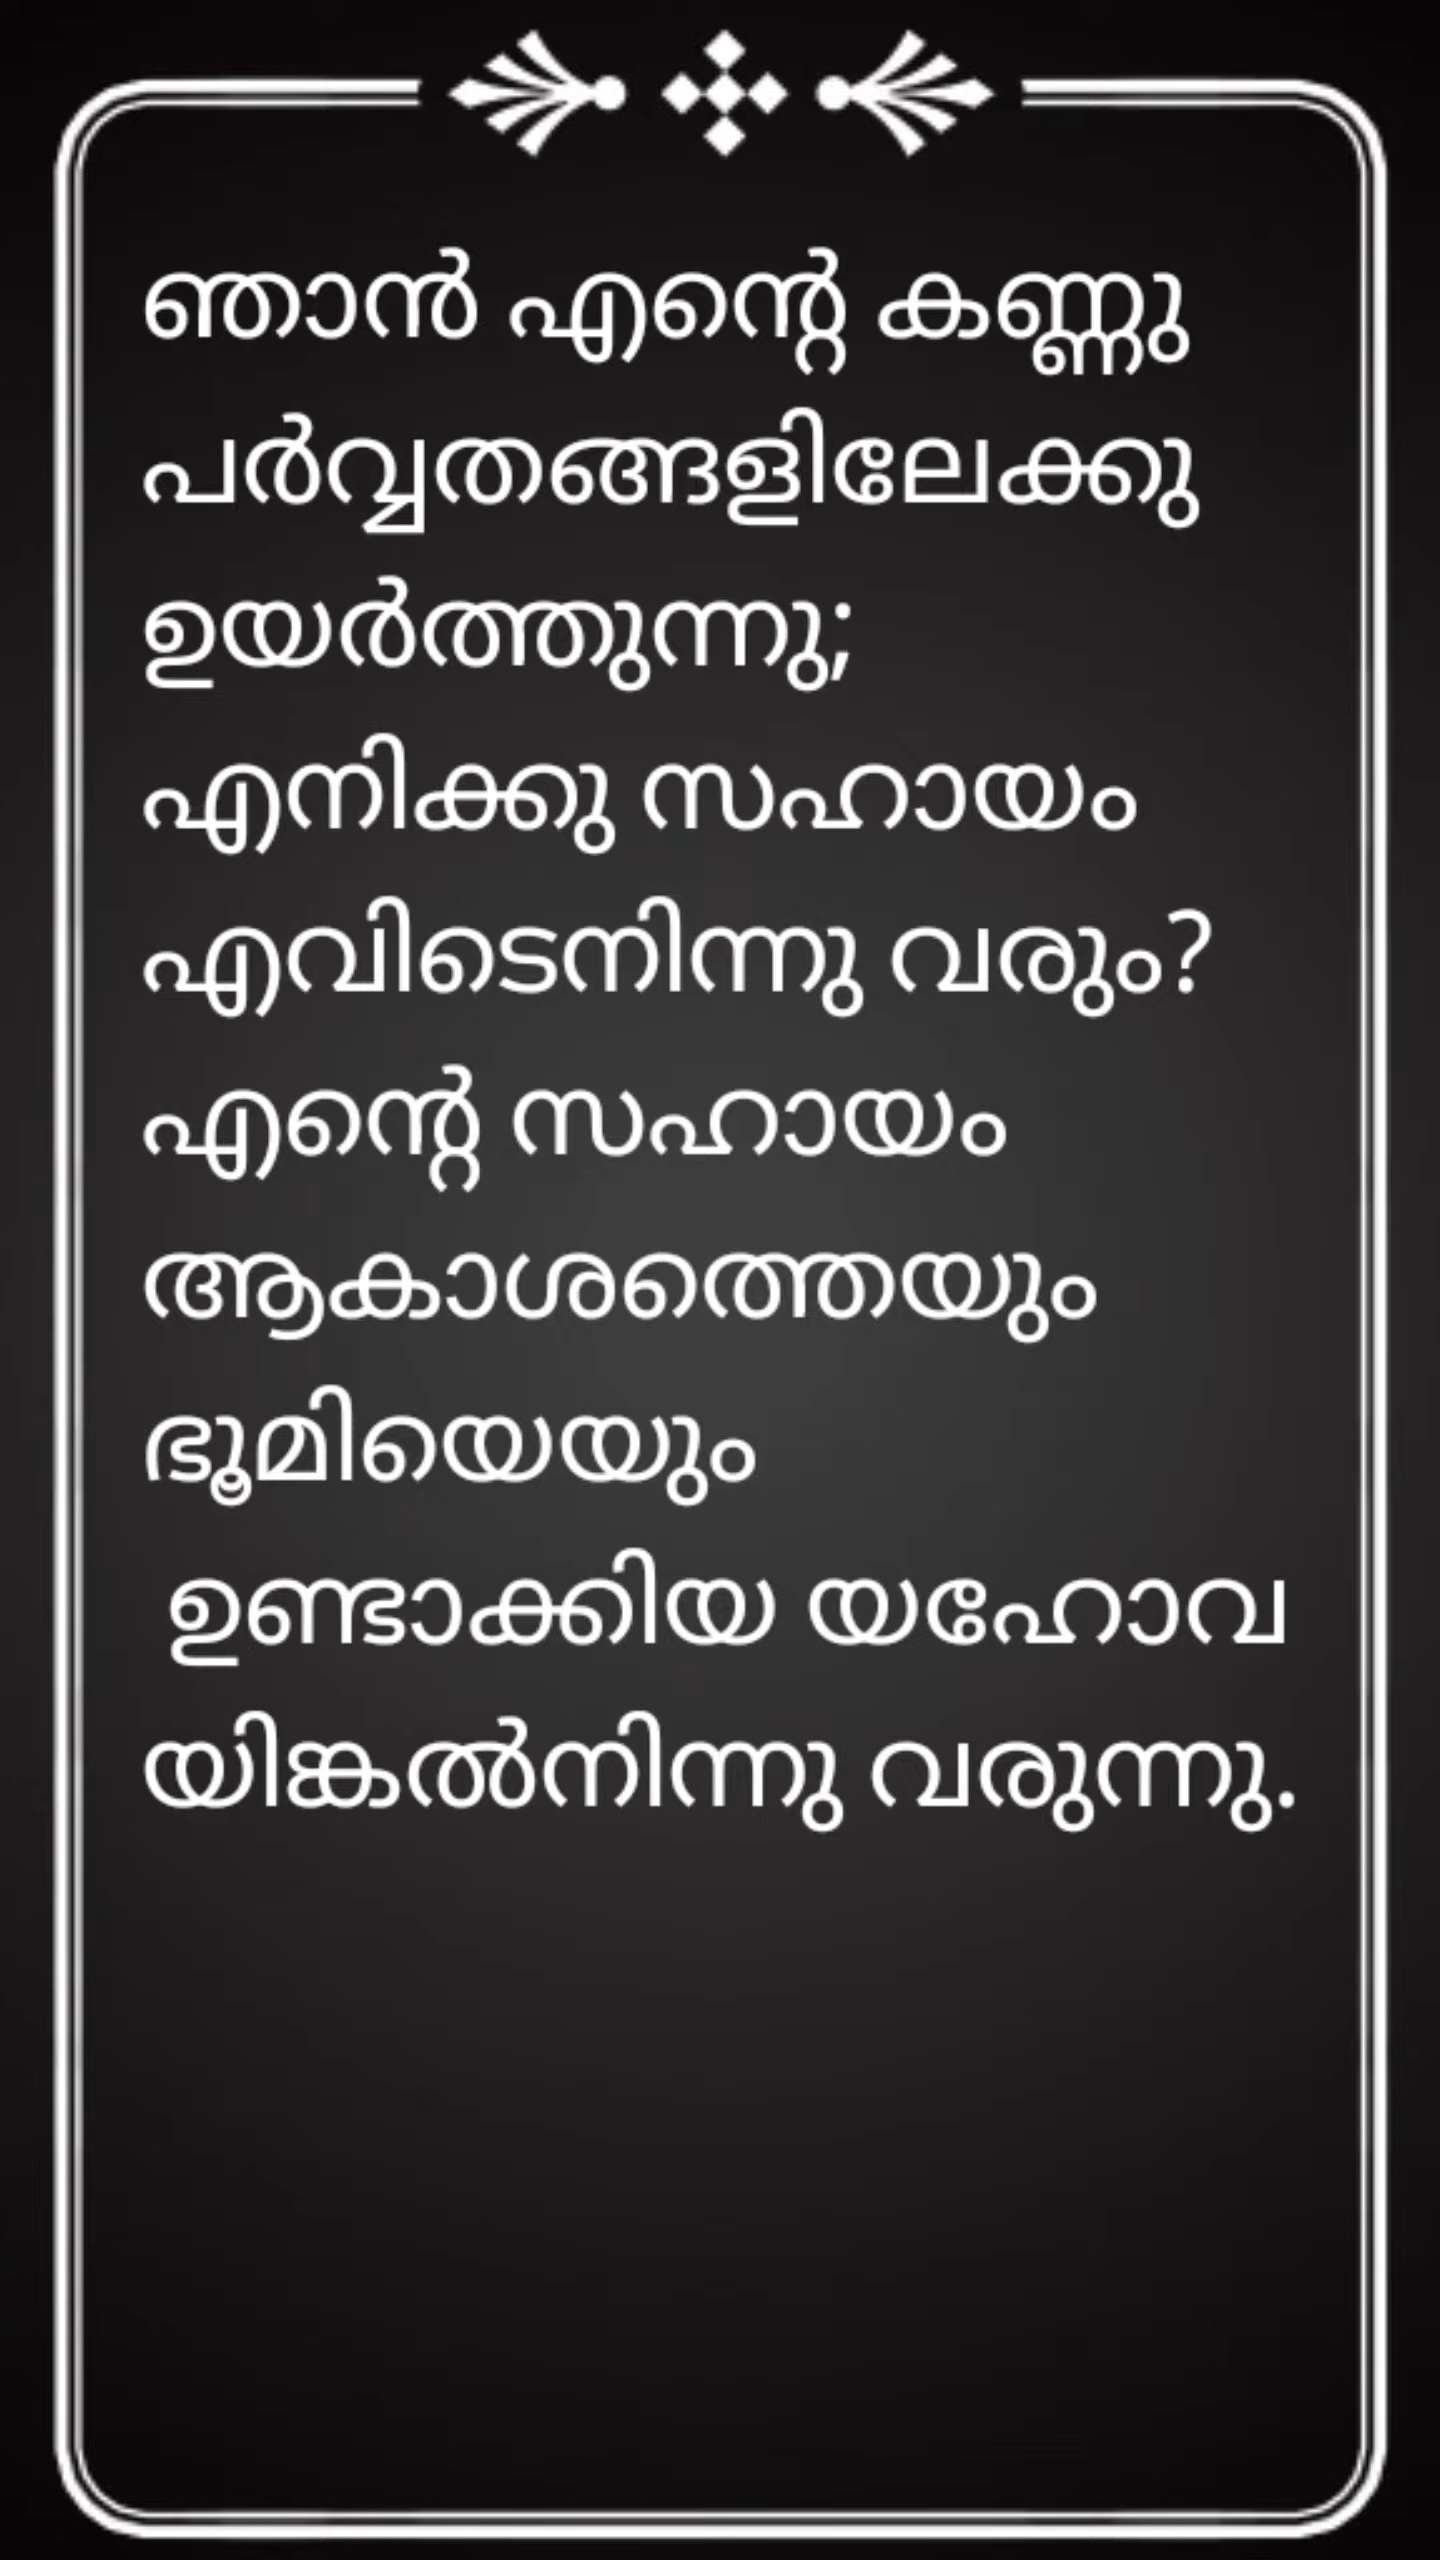 ഞാൻ എന്റെ കണ്ണു
പർവ്വതങ്ങളിലേക്കു
ഉയർത്തുന്നു;
എനിക്കു സഹായം
എവിടെനിന്നു വരും?
എന്റെ സഹായം
ആകാശത്തെയും
ഭൂമിയെയും
ഉണ്ടാക്കിയ യഹോവ
യിങ്കൽനിന്നു വരുന്നു.